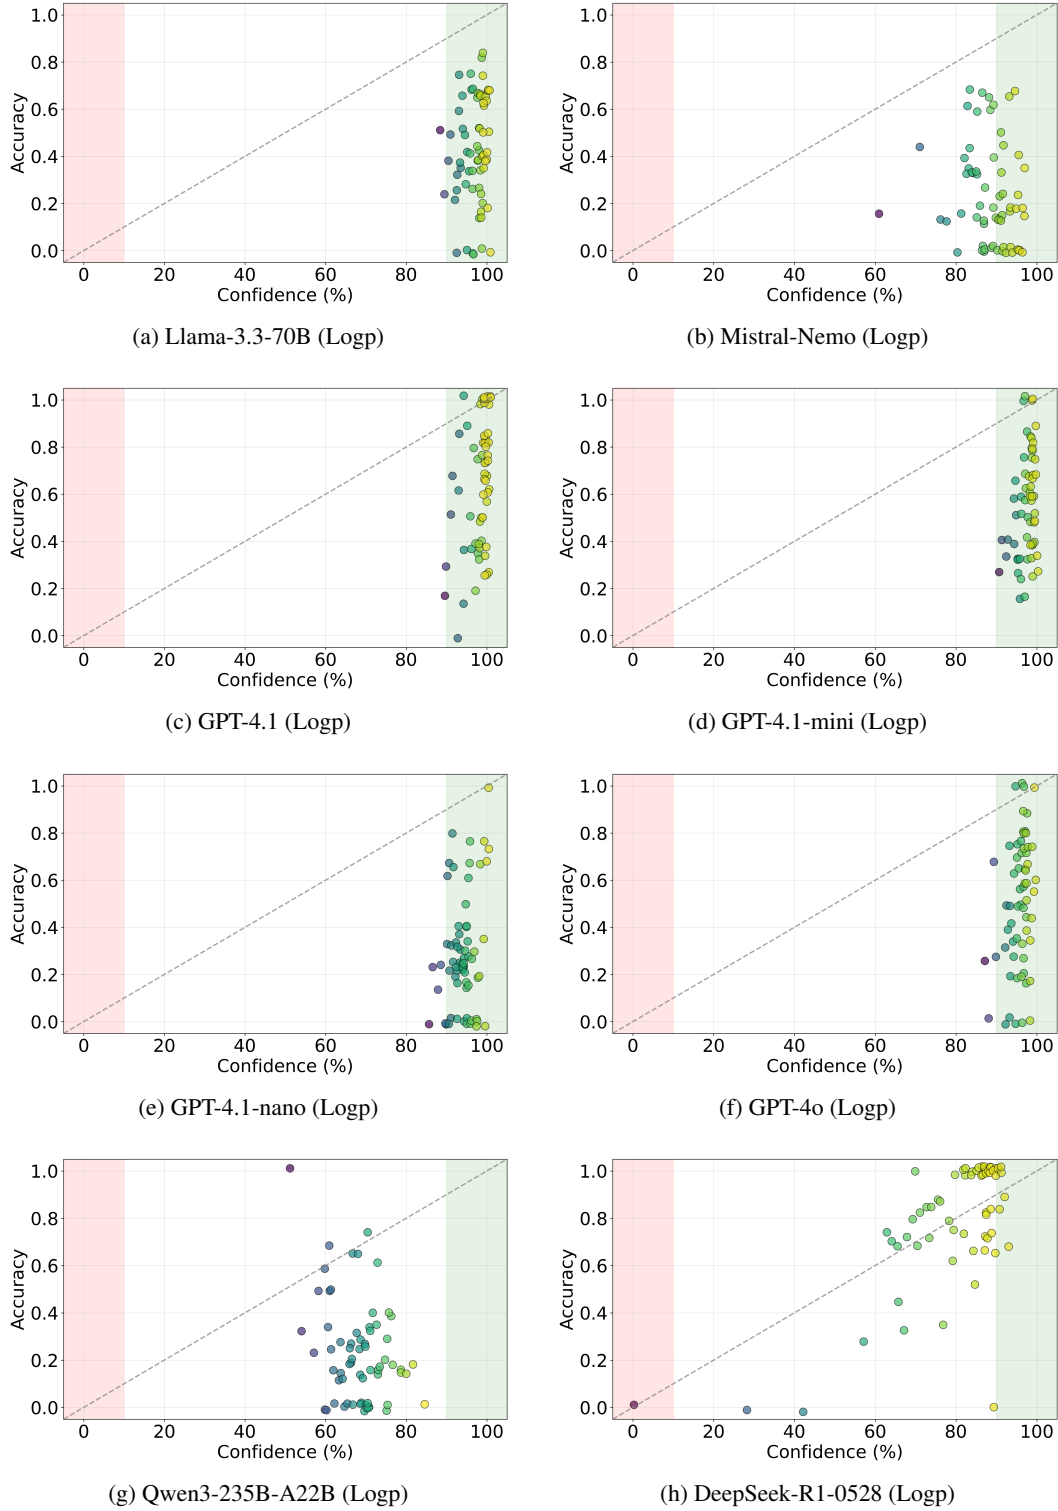 1.0
0.8
0.6
0.4
0.2
0.0
Accuracy
0 20 40 60 80 100
Confidence (%)
(a) Llama-3.3-70B (Logp)
1.0
0.8
0.6
0.4
0.2
0.0
Accuracy
0 20 40 60 80 100
Confidence (%)
(b) Mistral-Nemo (Logp)
1.0
0.8
0.6
0.4
0.2
0.0
Accuracy
0 20 40 60 80 100
Confidence (%)
(c) GPT-4.1 (Logp)
1.0
0.8
0.6
0.4
0.2
0.0
Accuracy
0 20 40 60 80 100
Confidence (%)
(d) GPT-4.1-mini (Logp)
1.0
0.8
0.6
0.4
0.2
0.0
Accuracy
0 20 40 60 80 100
Confidence (%)
(e) GPT-4.1-nano (Logp)
1.0
0.8
0.6
0.4
0.2
0.0
Accuracy
0 20 40 60 80 100
Confidence (%)
(f) GPT-4o (Logp)
1.0
0.8
0.6
0.4
0.2
0.0
Accuracy
0 20 40 60 80 100
Confidence (%)
(g) Qwen3-235B-A22B (Logp)
1.0
0.8
0.6
0.4
0.2
0.0
Accuracy
0 20 40 60 80 100
Confidence (%)
(h) DeepSeek-R1-0528 (Logp)